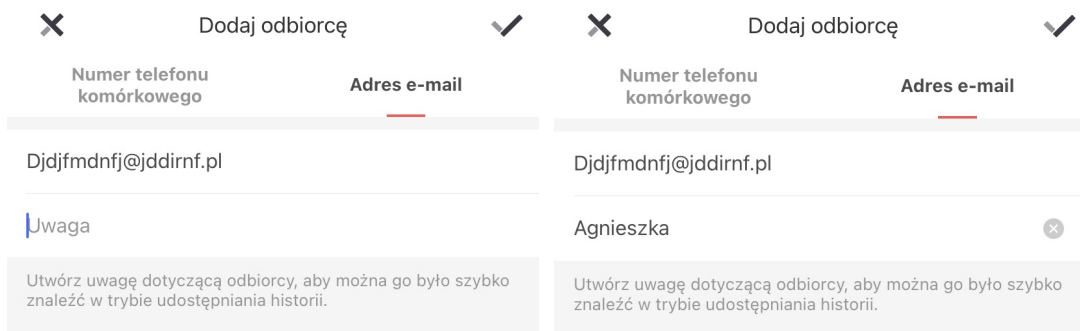 Dodaj odbiorcę
Numer telefonu
komórkowego
Adres e-mail
Djdjfmdnfj@jddirnf.pl
Uwaga
Utwórz uwagę dotyczącą odbiorcy, aby można go było szybko
znaleźć w trybie udostępniania historii.
Dodaj odbiorcę
Numer telefonu
komórkowego
Adres e-mail
Djdjfmdnfj@jddirnf.pl
Agnieszka
Utwórz uwagę dotyczącą odbiorcy, aby można go było szybko
znaleźć w trybie udostępniania historii.